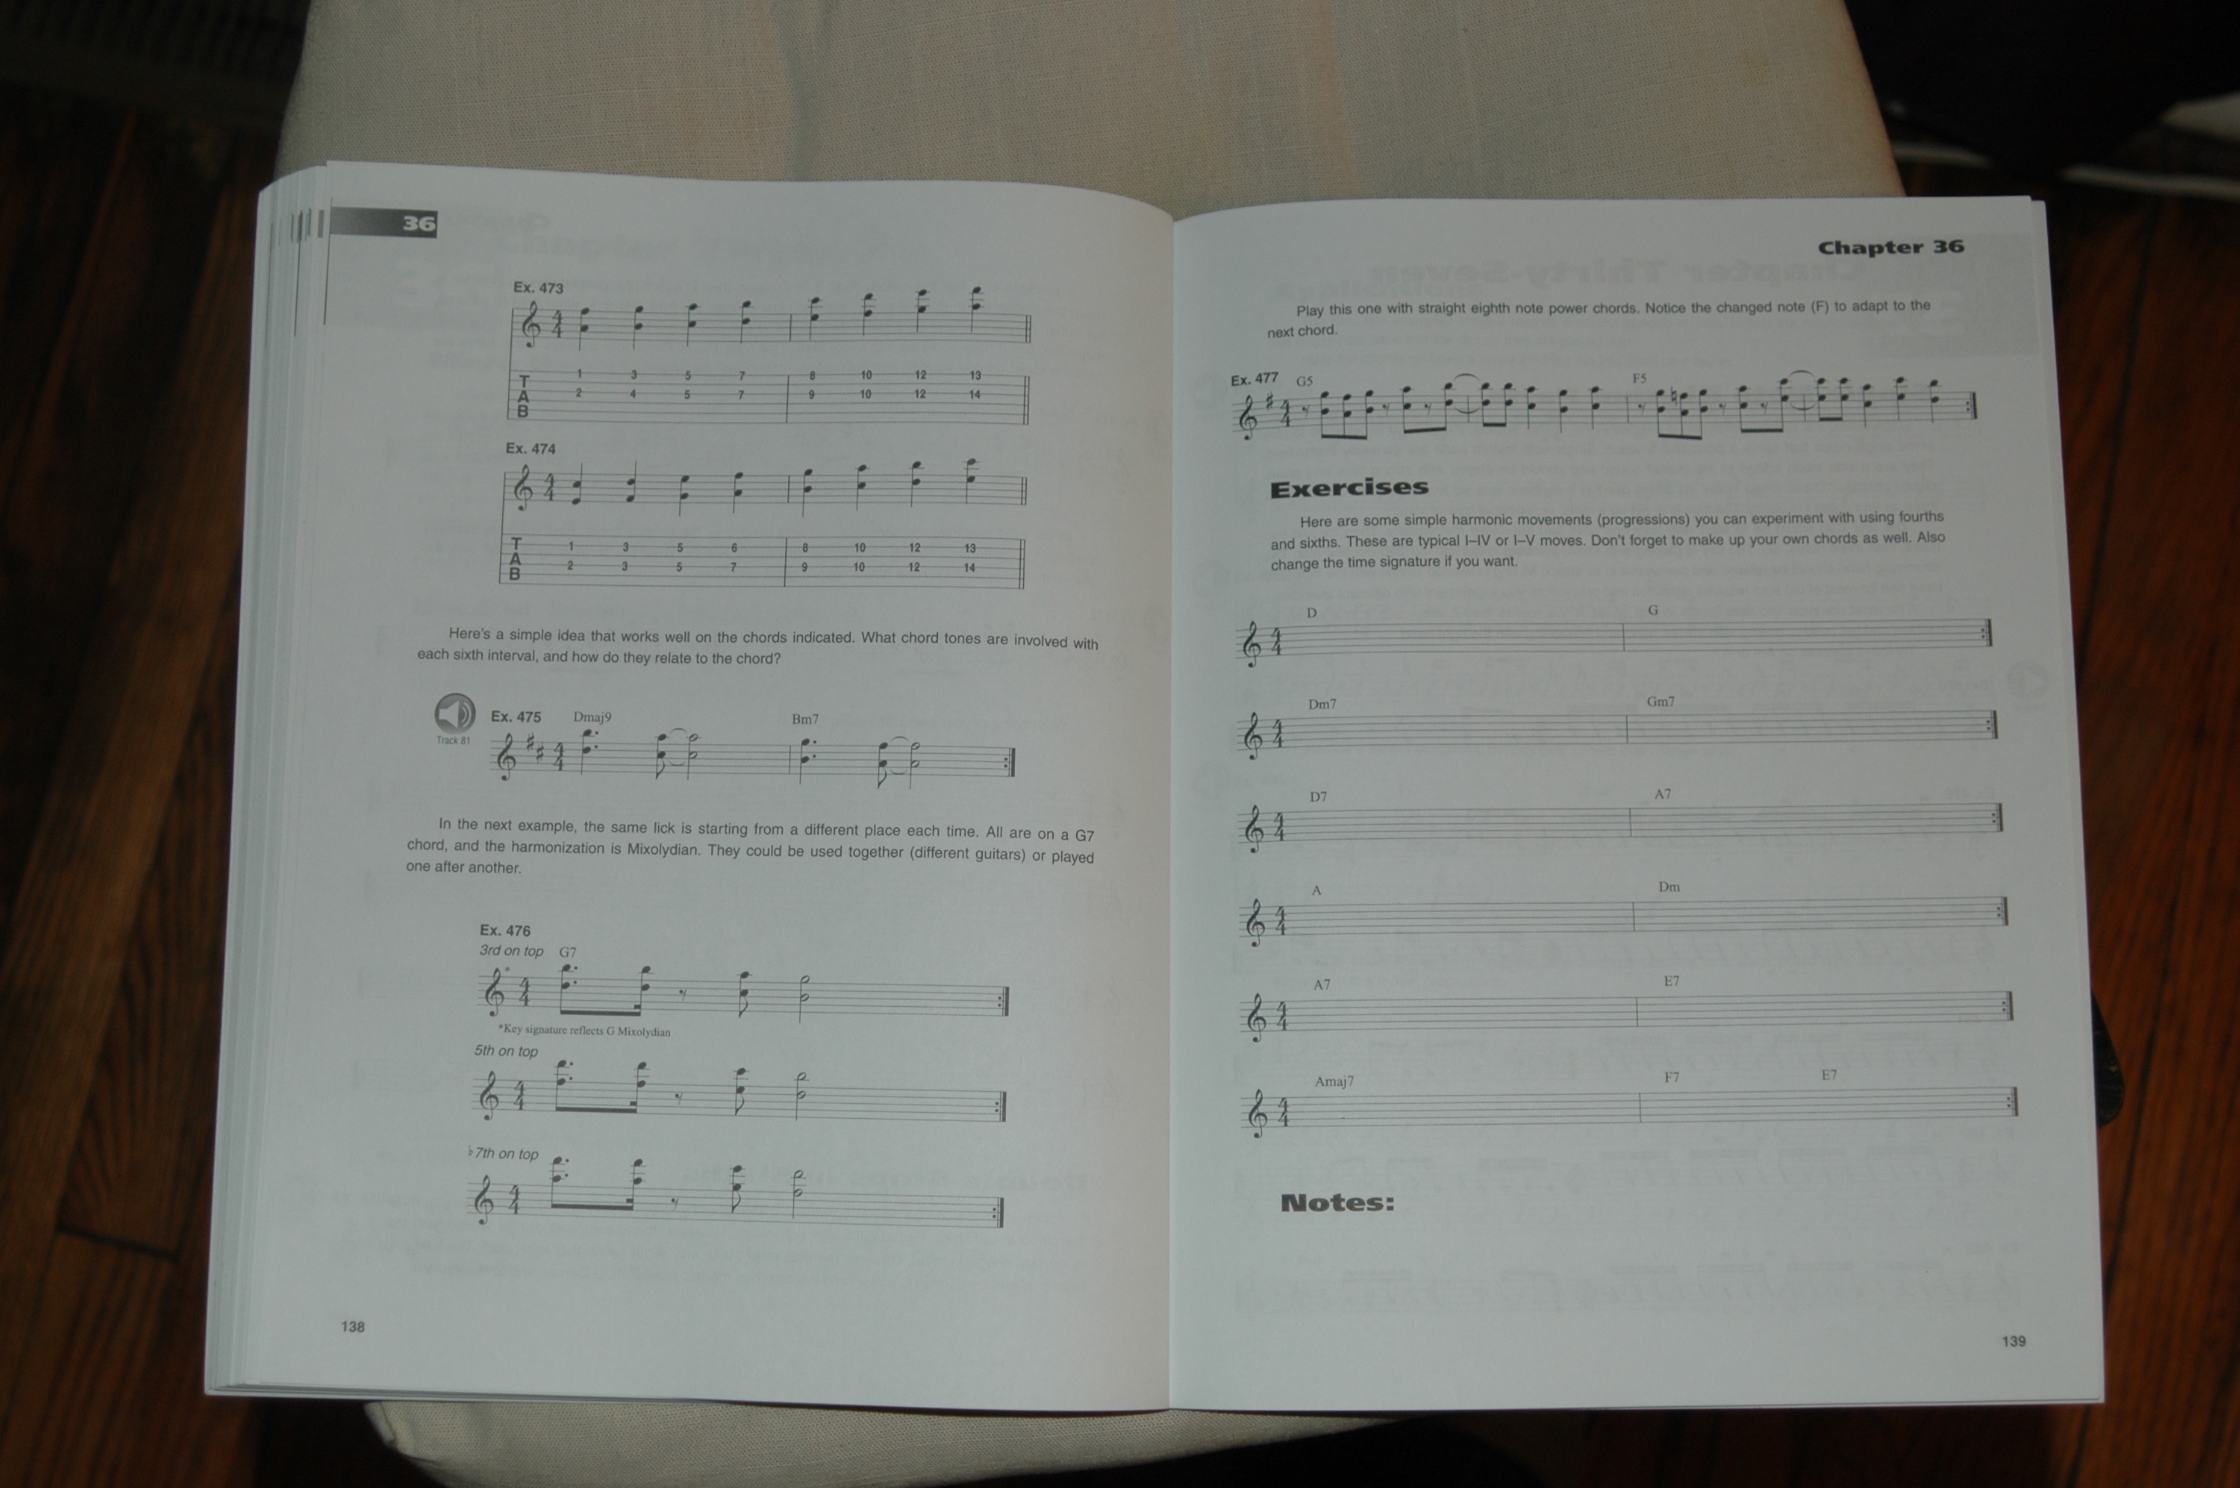 36
Ex. 473
T
A
B
1 3 5 7 8 10 12 13
2 4 5 7 9 10 12 14
Ex. 474
T
A
B
1 3 5 6 8 10 12 13
2 3 5 7 9 10 12 14
Here's a simple idea that works well on the chords indicated. What chord tones are involved with
each sixth interval, and how do they relate to the chord?
Track 81
Ex. 475 Dmaj9 Bm7
In the next example, the same lick is starting from a different place each time. All are on a G7
chord, and the harmonization is Mixolydian. They could be used together (different guitars) or played
one after another.
Ex. 476
3rd on top G7
*
*Key signature reflects G Mixolydian
5th on top
♭7th on top
138
Chapter 36
Play this one with straight eighth note power chords. Notice the changed note (F) to adapt to the
next chord.
Ex. 477 G5 F5
Exercises
Here are some simple harmonic movements (progressions) you can experiment with using fourths
and sixths. These are typical I–IV or I–V moves. Don't forget to make up your own chords as well. Also
change the time signature if you want.
D G
Dm7 Gm7
D7 A7
A Dm
A7 E7
Amaj7 F7 E7
Notes:
139